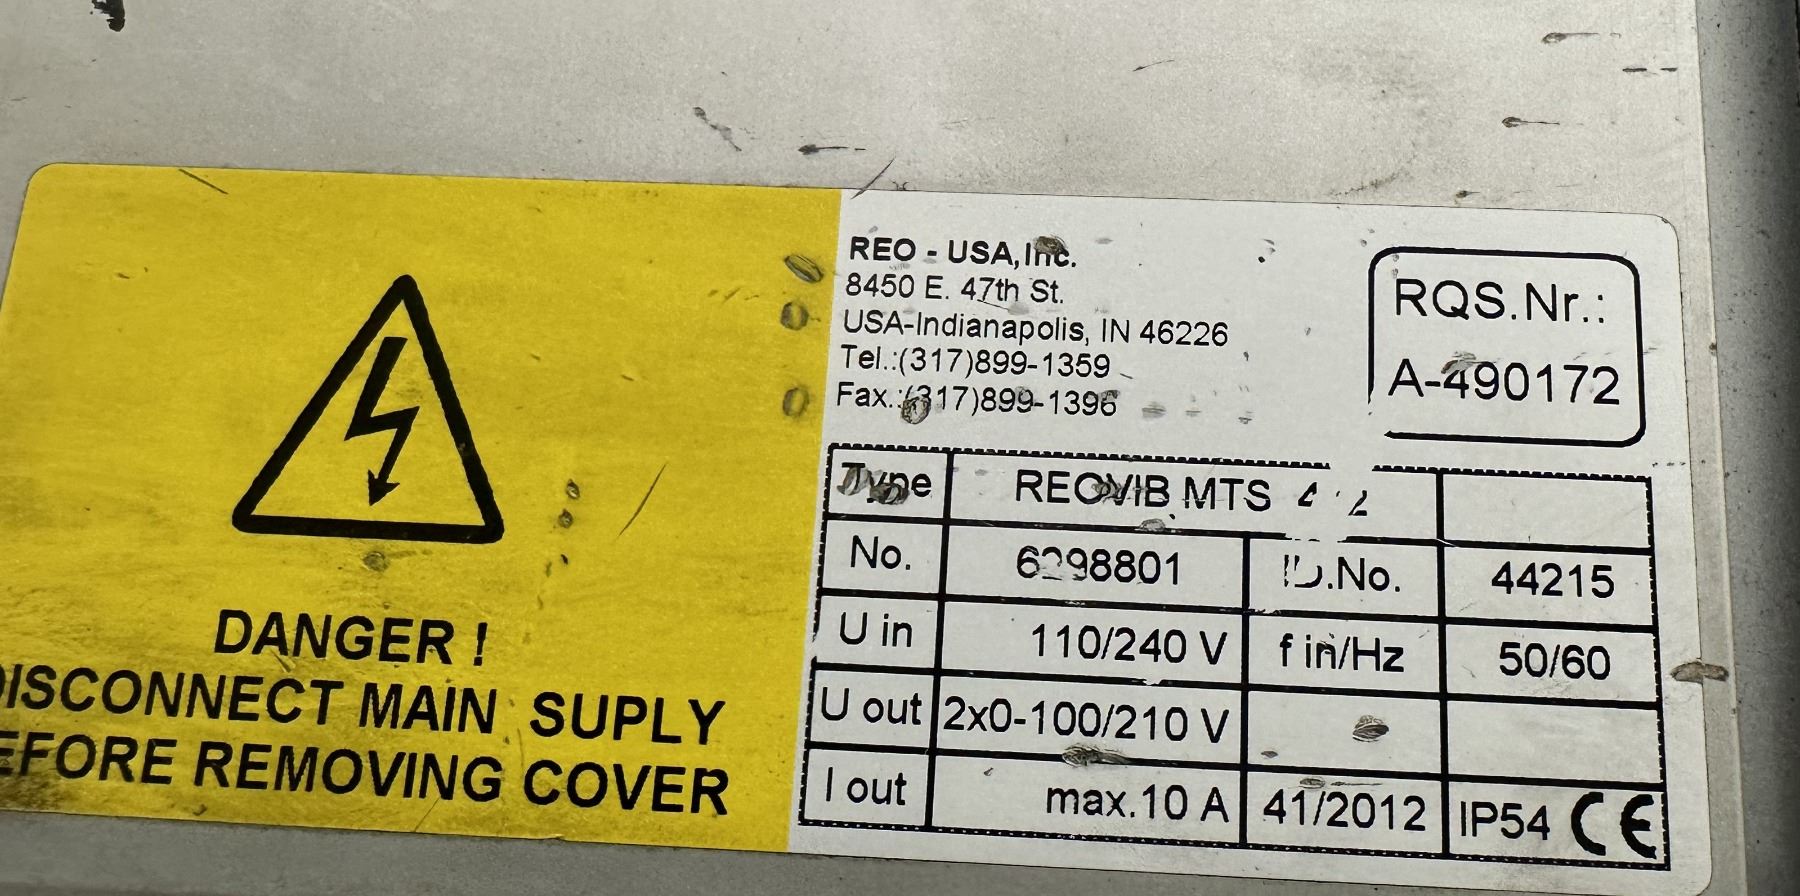 REO - USA, Inc.
8450 E. 47th St.
USA-Indianapolis, IN 46226
Tel.:(317)899-1359
Fax.:(317)899-1396
RQS.Nr.:
A-490172
Type REOVIB MTS
No. ID.No. 44215
U in 110/240 V f in/Hz 50/60
U out 2x0-100/210 V
I out max.10 A 41/2012 IP54 CE
DANGER !
DISCONNECT MAIN SUPLY
BEFORE REMOVING COVER